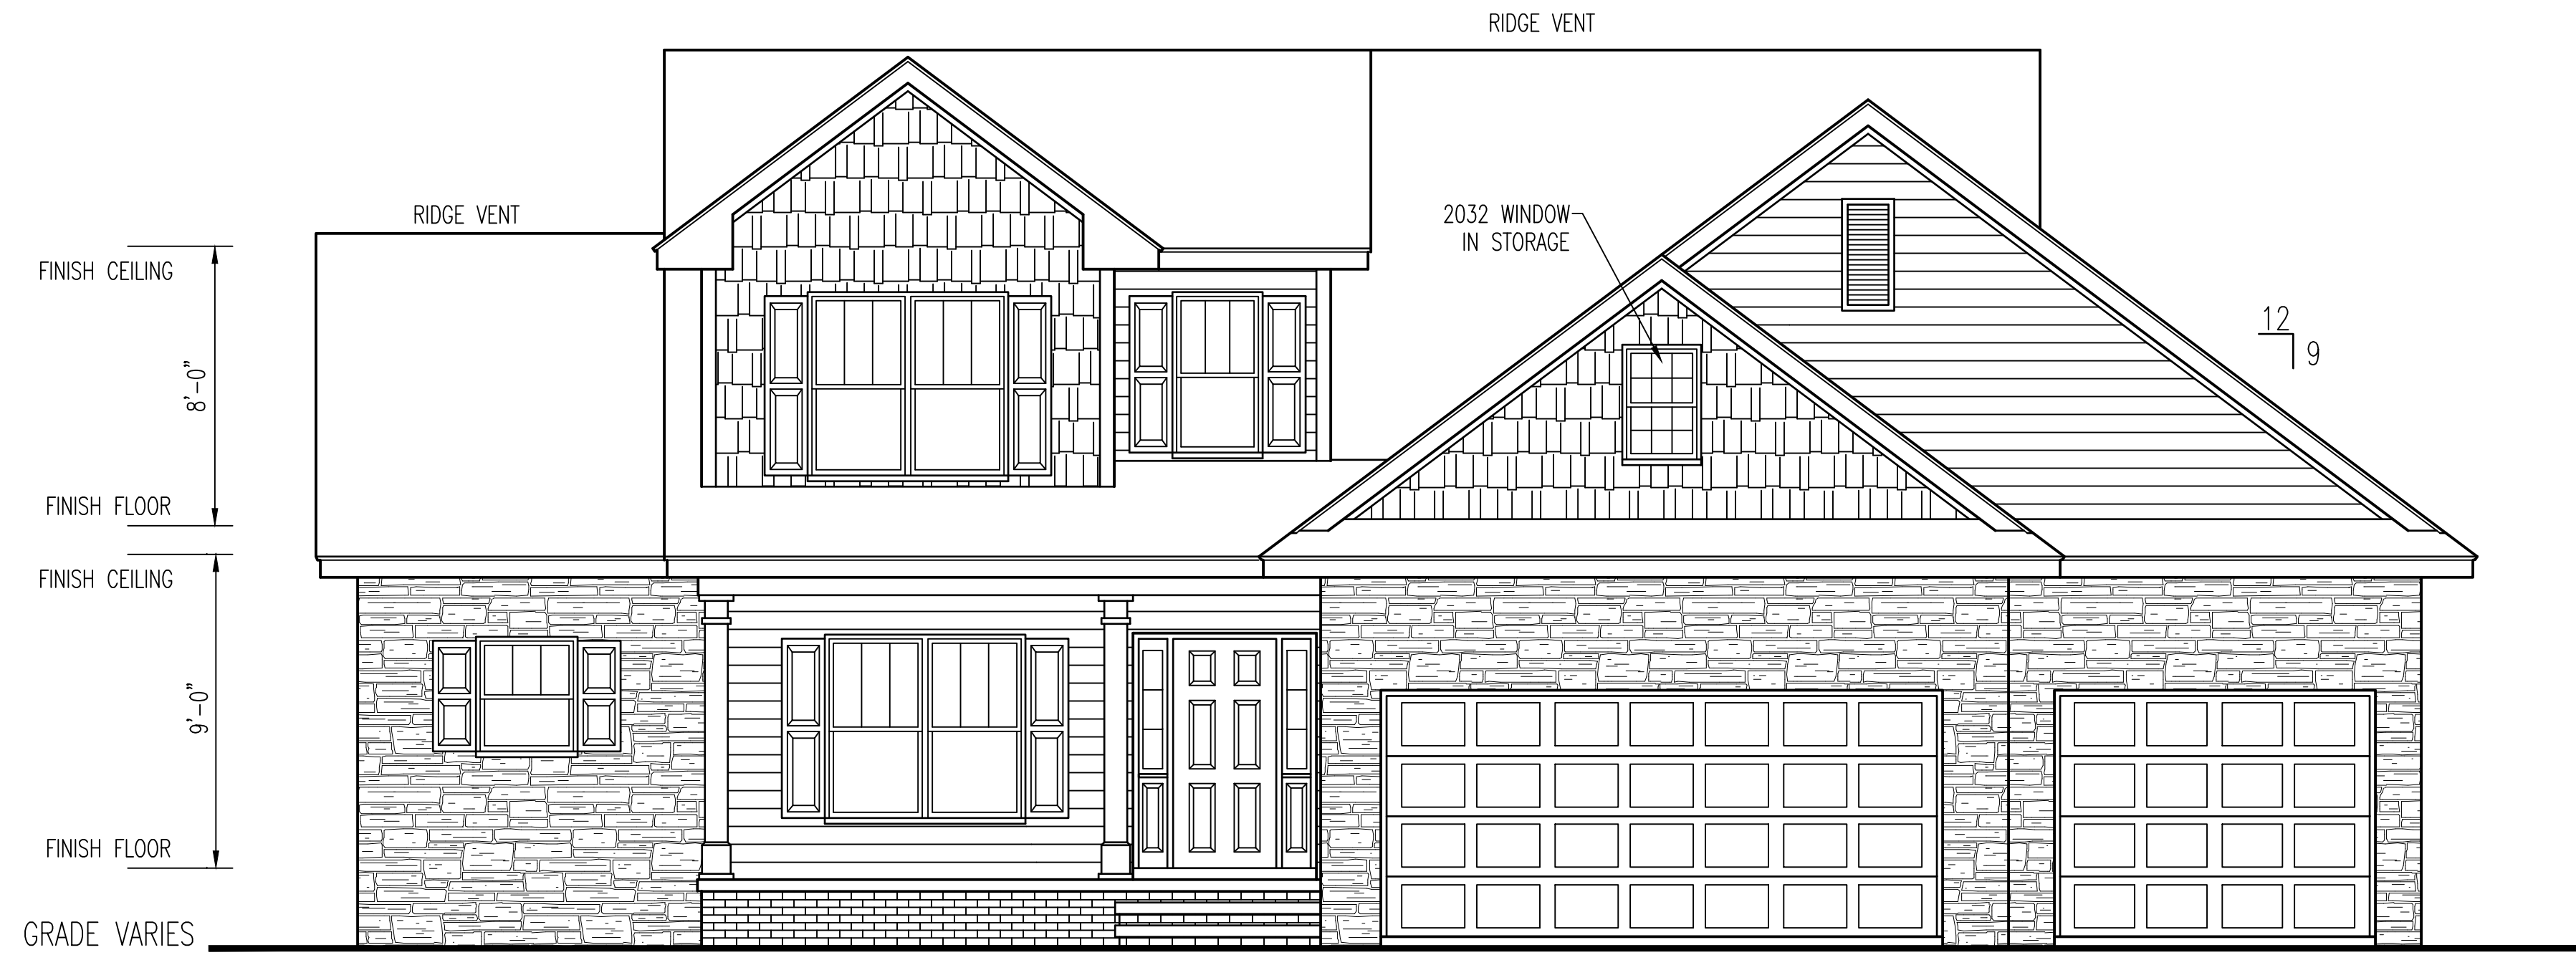 RIDGE VENT
RIDGE VENT
2032 WINDOW
IN STORAGE
FINISH CEILING
12
9
8'-0"
FINISH FLOOR
FINISH CEILING
9'-0"
FINISH FLOOR
GRADE VARIES